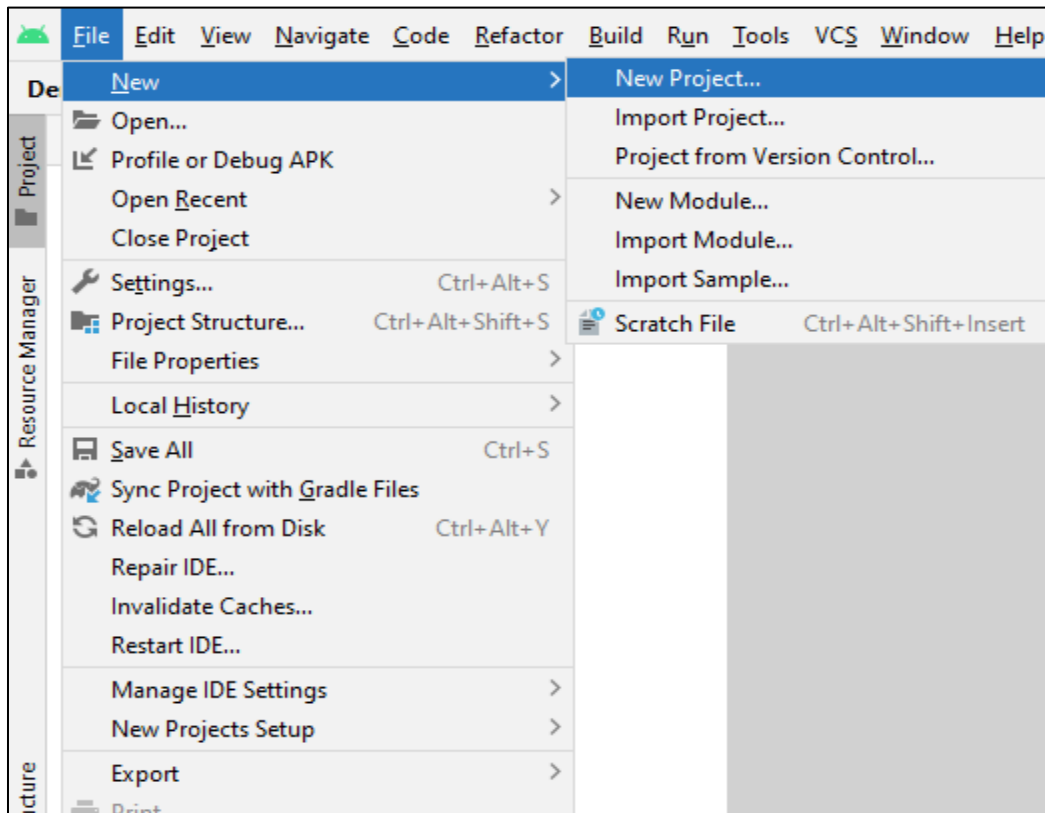 File Edit View Navigate Code Refactor Build Run Tools VCS Window Help
De
New
New Project...
Open...
Import Project...
Profile or Debug APK
Project from Version Control...
Open Recent
New Module...
Close Project
Import Module...
Settings... Ctrl+Alt+S
Import Sample...
Project Structure... Ctrl+Alt+Shift+S
Scratch File Ctrl+Alt+Shift+Insert
File Properties
Local History
Save All Ctrl+S
Sync Project with Gradle Files
Reload All from Disk Ctrl+Alt+Y
Repair IDE...
Invalidate Caches...
Restart IDE...
Manage IDE Settings
New Projects Setup
Export
Print
Project
Resource Manager
cture